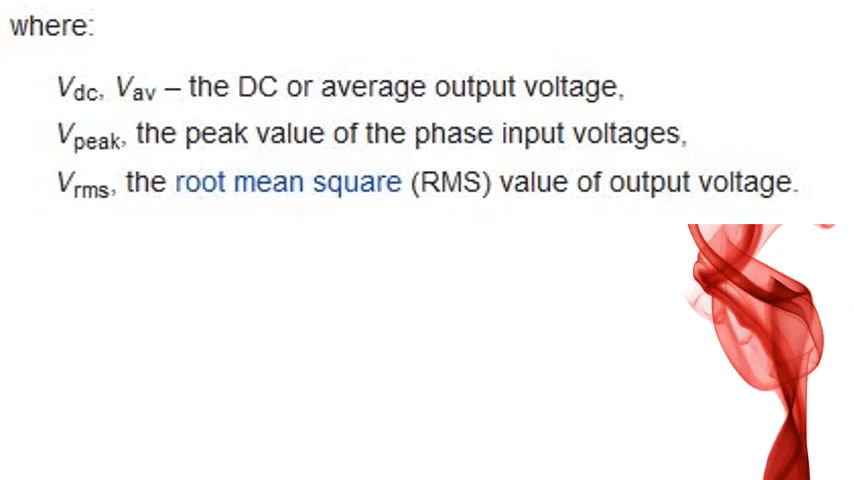 where:
Vdc, Vav – the DC or average output voltage,
Vpeak, the peak value of the phase input voltages,
Vrms, the root mean square (RMS) value of output voltage.